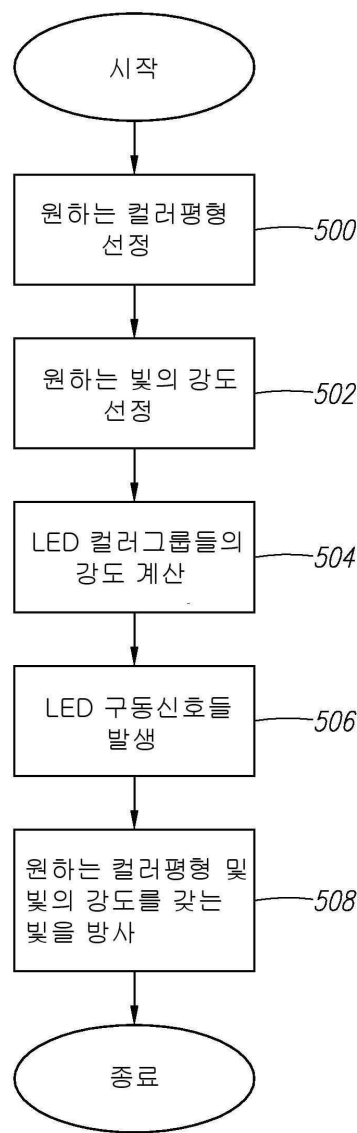 시작
원하는 컬러평형
선정
500
원하는 빛의 강도
선정
502
LED 컬러그룹들의
강도 계산
504
LED 구동신호들
발생
506
원하는 컬러평형 및
빛의 강도를 갖는
빛을 방사
508
종료